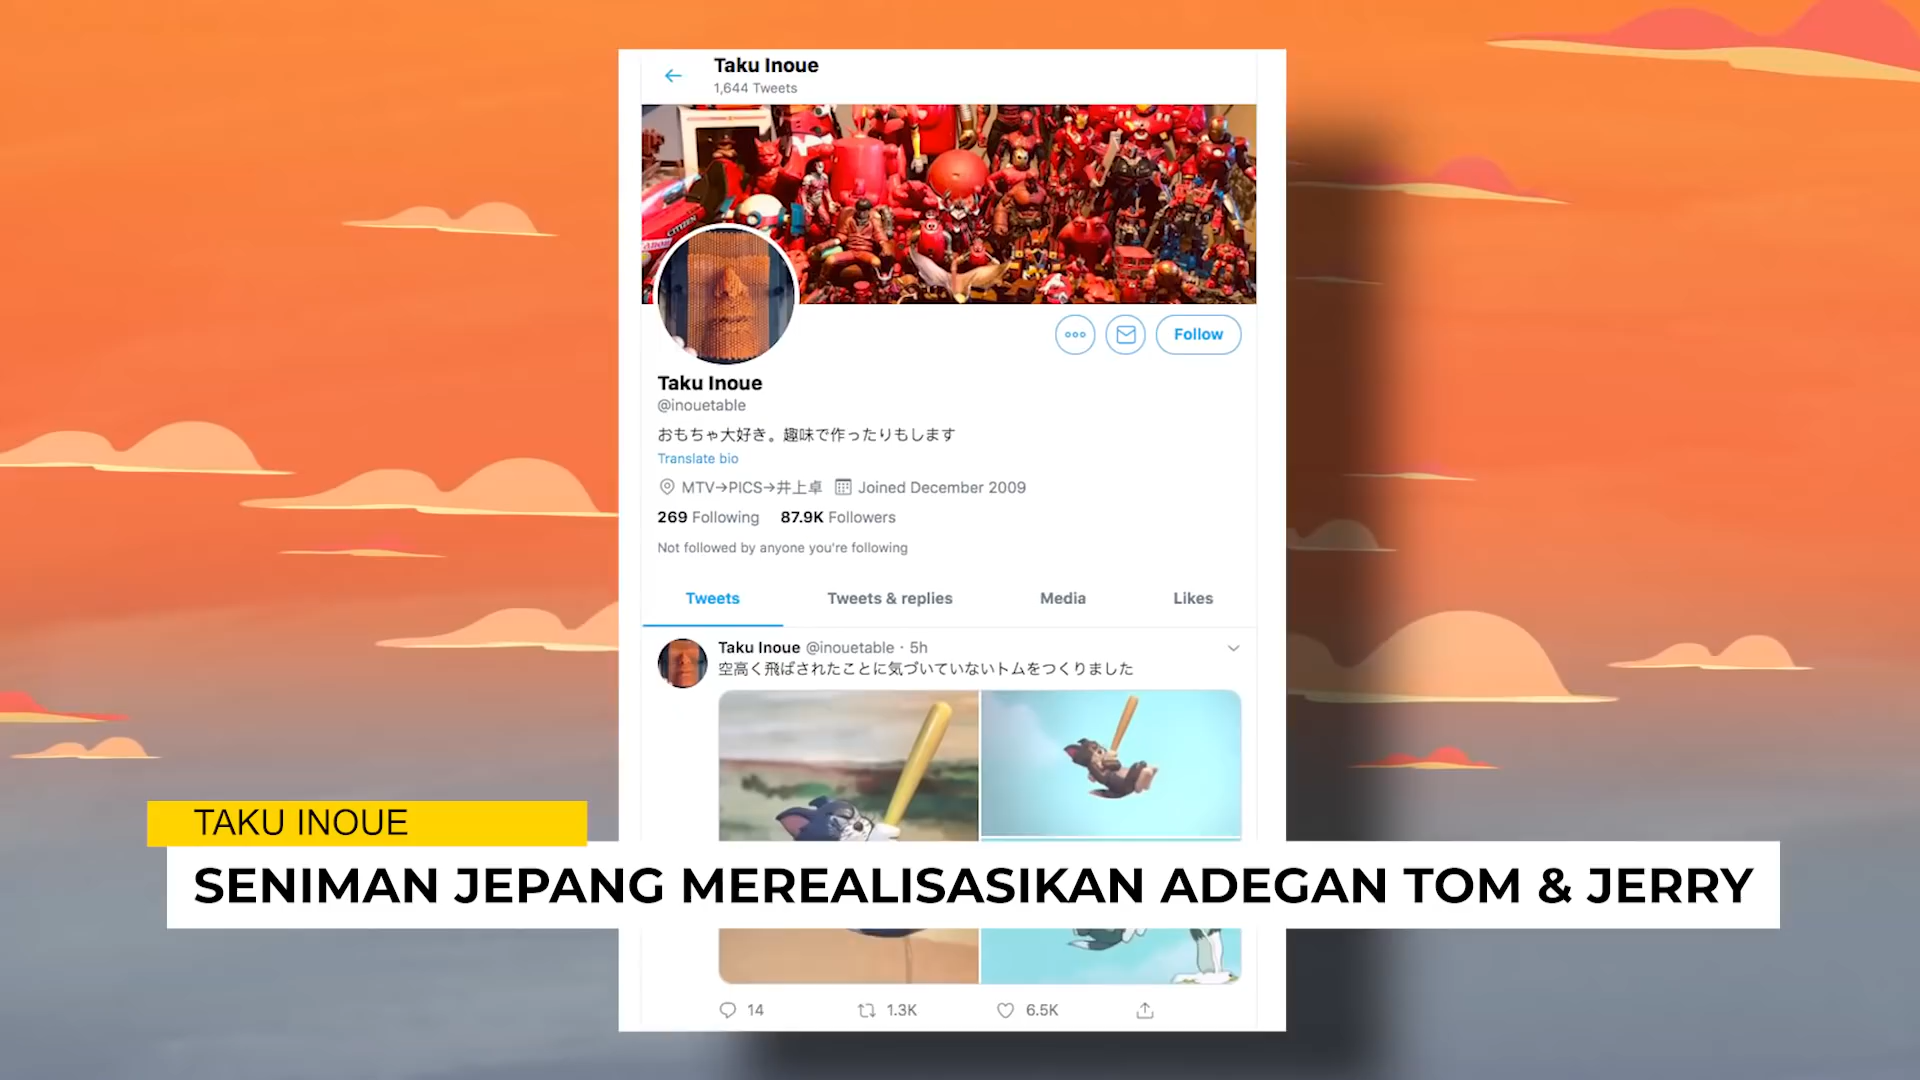 Taku Inoue
1,644 Tweets
CITIZEN
Canon
Follow
Taku Inoue
@inouetable
おもちゃ大好き。趣味で作ったりもします
Translate bio
MTV→PICS→井上卓 Joined December 2009
269 Following 87.9K Followers
Not followed by anyone you're following
Tweets Tweets & replies Media Likes
Taku Inoue @inouetable · 5h
空高く飛ばされたことに気づいていないトムをつくりました
TAKU INOUE
SENIMAN JEPANG MEREALISASIKAN ADEGAN TOM & JERRY
14 1.3K 6.5K